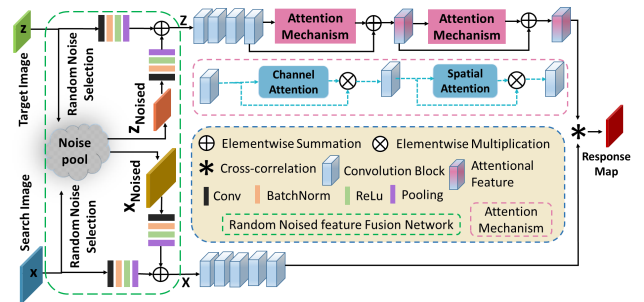 z
Target Image
Random Noise
Selection
Z Noised
Z
Attention
Mechanism
Attention
Mechanism
Channel
Attention
Spatial
Attention
Noise
pool
X Noised
Search Image
x
Random Noise
Selection
X
Response
Map
Elementwise Summation
Elementwise Multiplication
Cross-correlation
Convolution Block
Attentional
Feature
Conv
BatchNorm
ReLu
Pooling
Random Noised feature Fusion Network
Attention
Mechanism